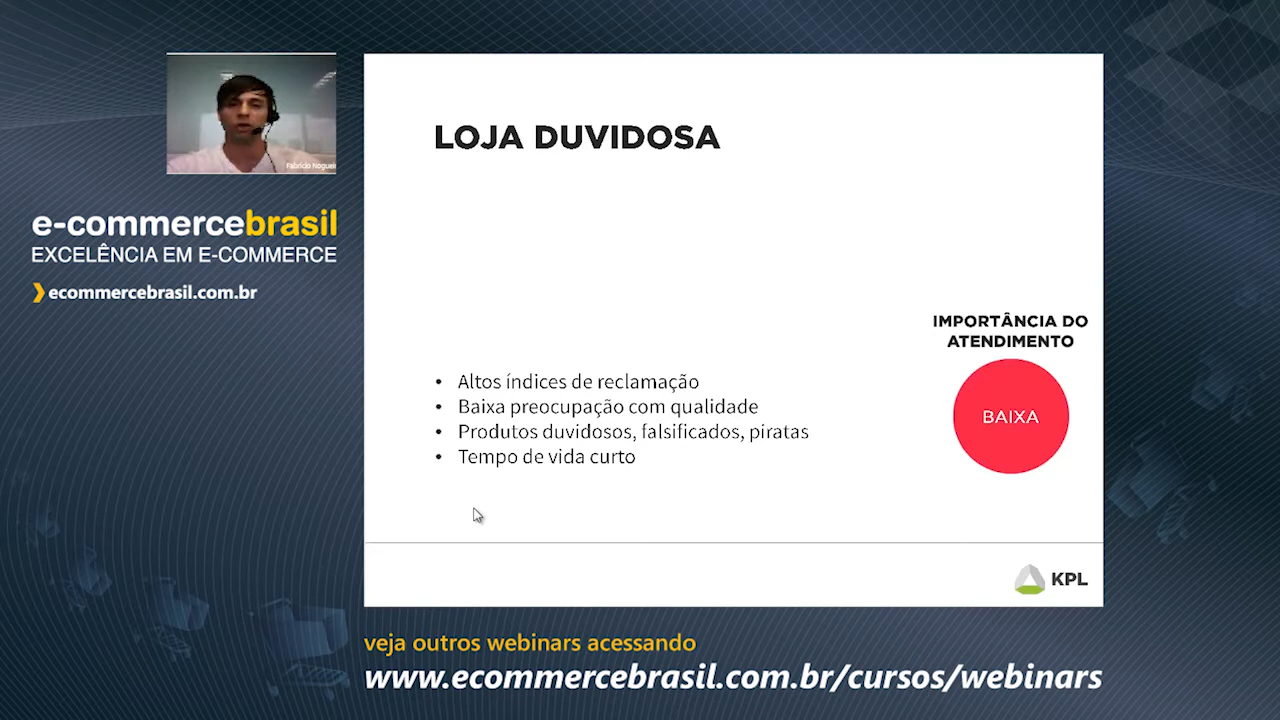 Fabricio Nogueir
e-commercebrasil
EXCELÊNCIA EM E-COMMERCE
ecommercebrasil.com.br
LOJA DUVIDOSA
IMPORTÂNCIA DO
ATENDIMENTO
BAIXA
• Altos índices de reclamação
• Baixa preocupação com qualidade
• Produtos duvidosos, falsificados, piratas
• Tempo de vida curto
KPL
veja outros webinars acessando
www.ecommercebrasil.com.br/cursos/webinars